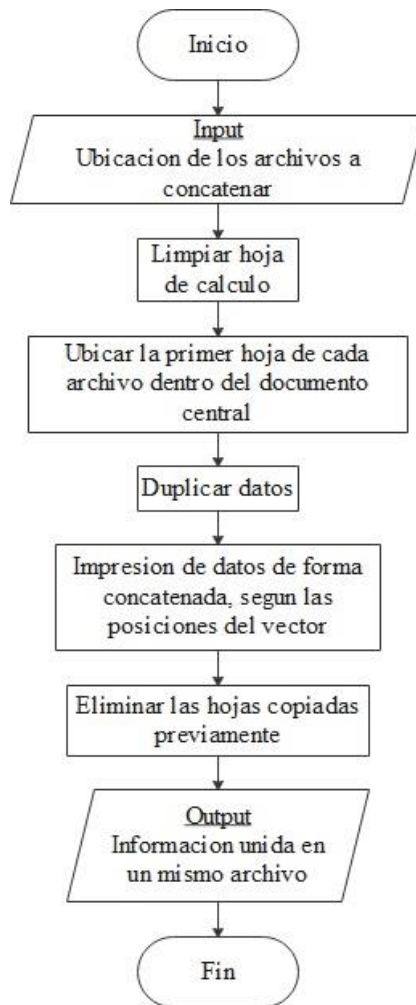 Inicio
Input
Ubicacion de los archivos a
concatenar
Limpiar hoja
de calculo
Ubicar la primer hoja de cada
archivo dentro del documento
central
Duplicar datos
Impresion de datos de forma
concatenada, segun las
posiciones del vector
Eliminar las hojas copiadas
previamente
Output
Informacion unida en
un mismo archivo
Fin